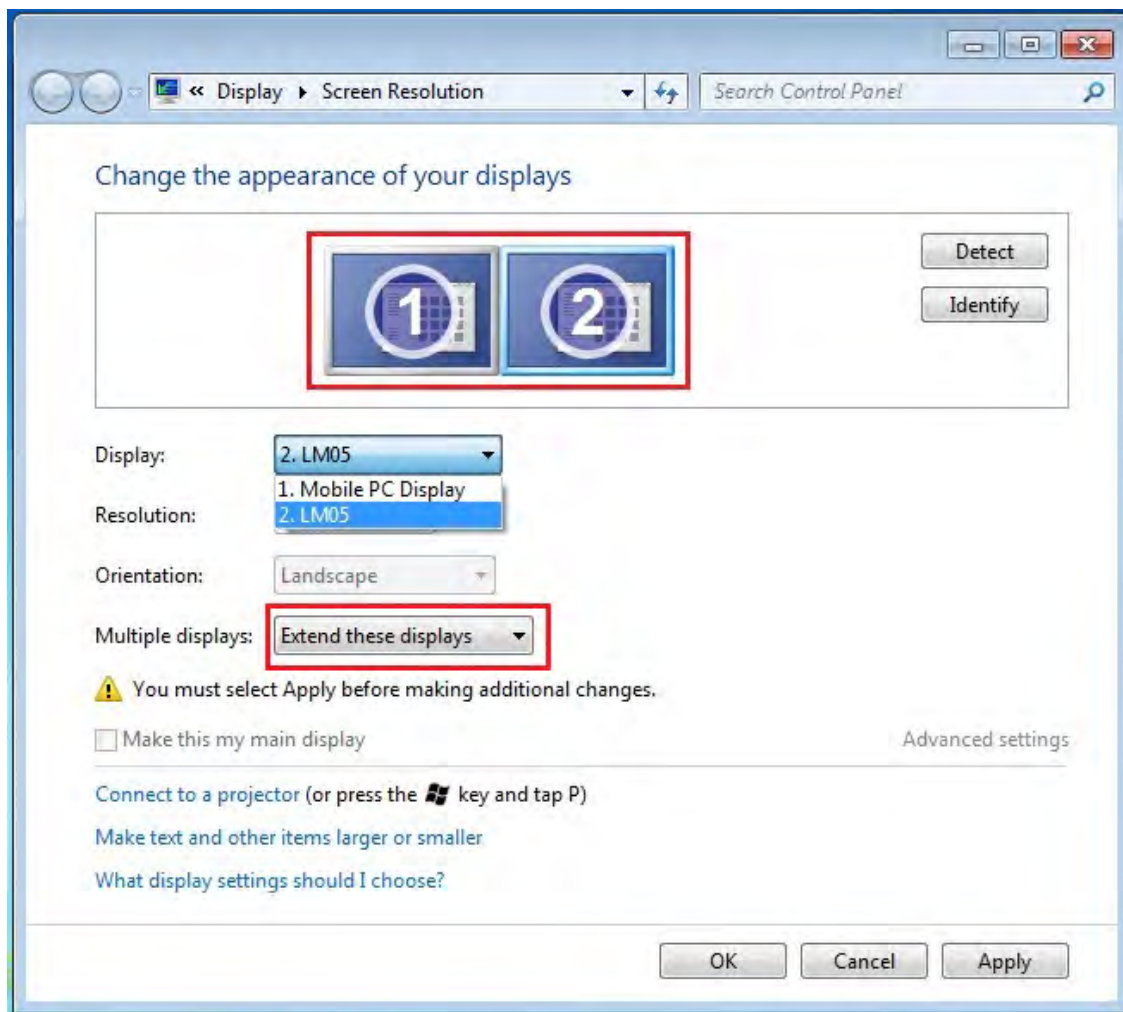 « Display ▸ Screen Resolution
Search Control Panel
Change the appearance of your displays
1
2
Detect
Identify
Display:
2. LM05
1. Mobile PC Display
2. LM05
Resolution:
Orientation:
Landscape
Multiple displays:
Extend these displays
You must select Apply before making additional changes.
Make this my main display
Advanced settings
Connect to a projector (or press the key and tap P)
Make text and other items larger or smaller
What display settings should I choose?
OK
Cancel
Apply